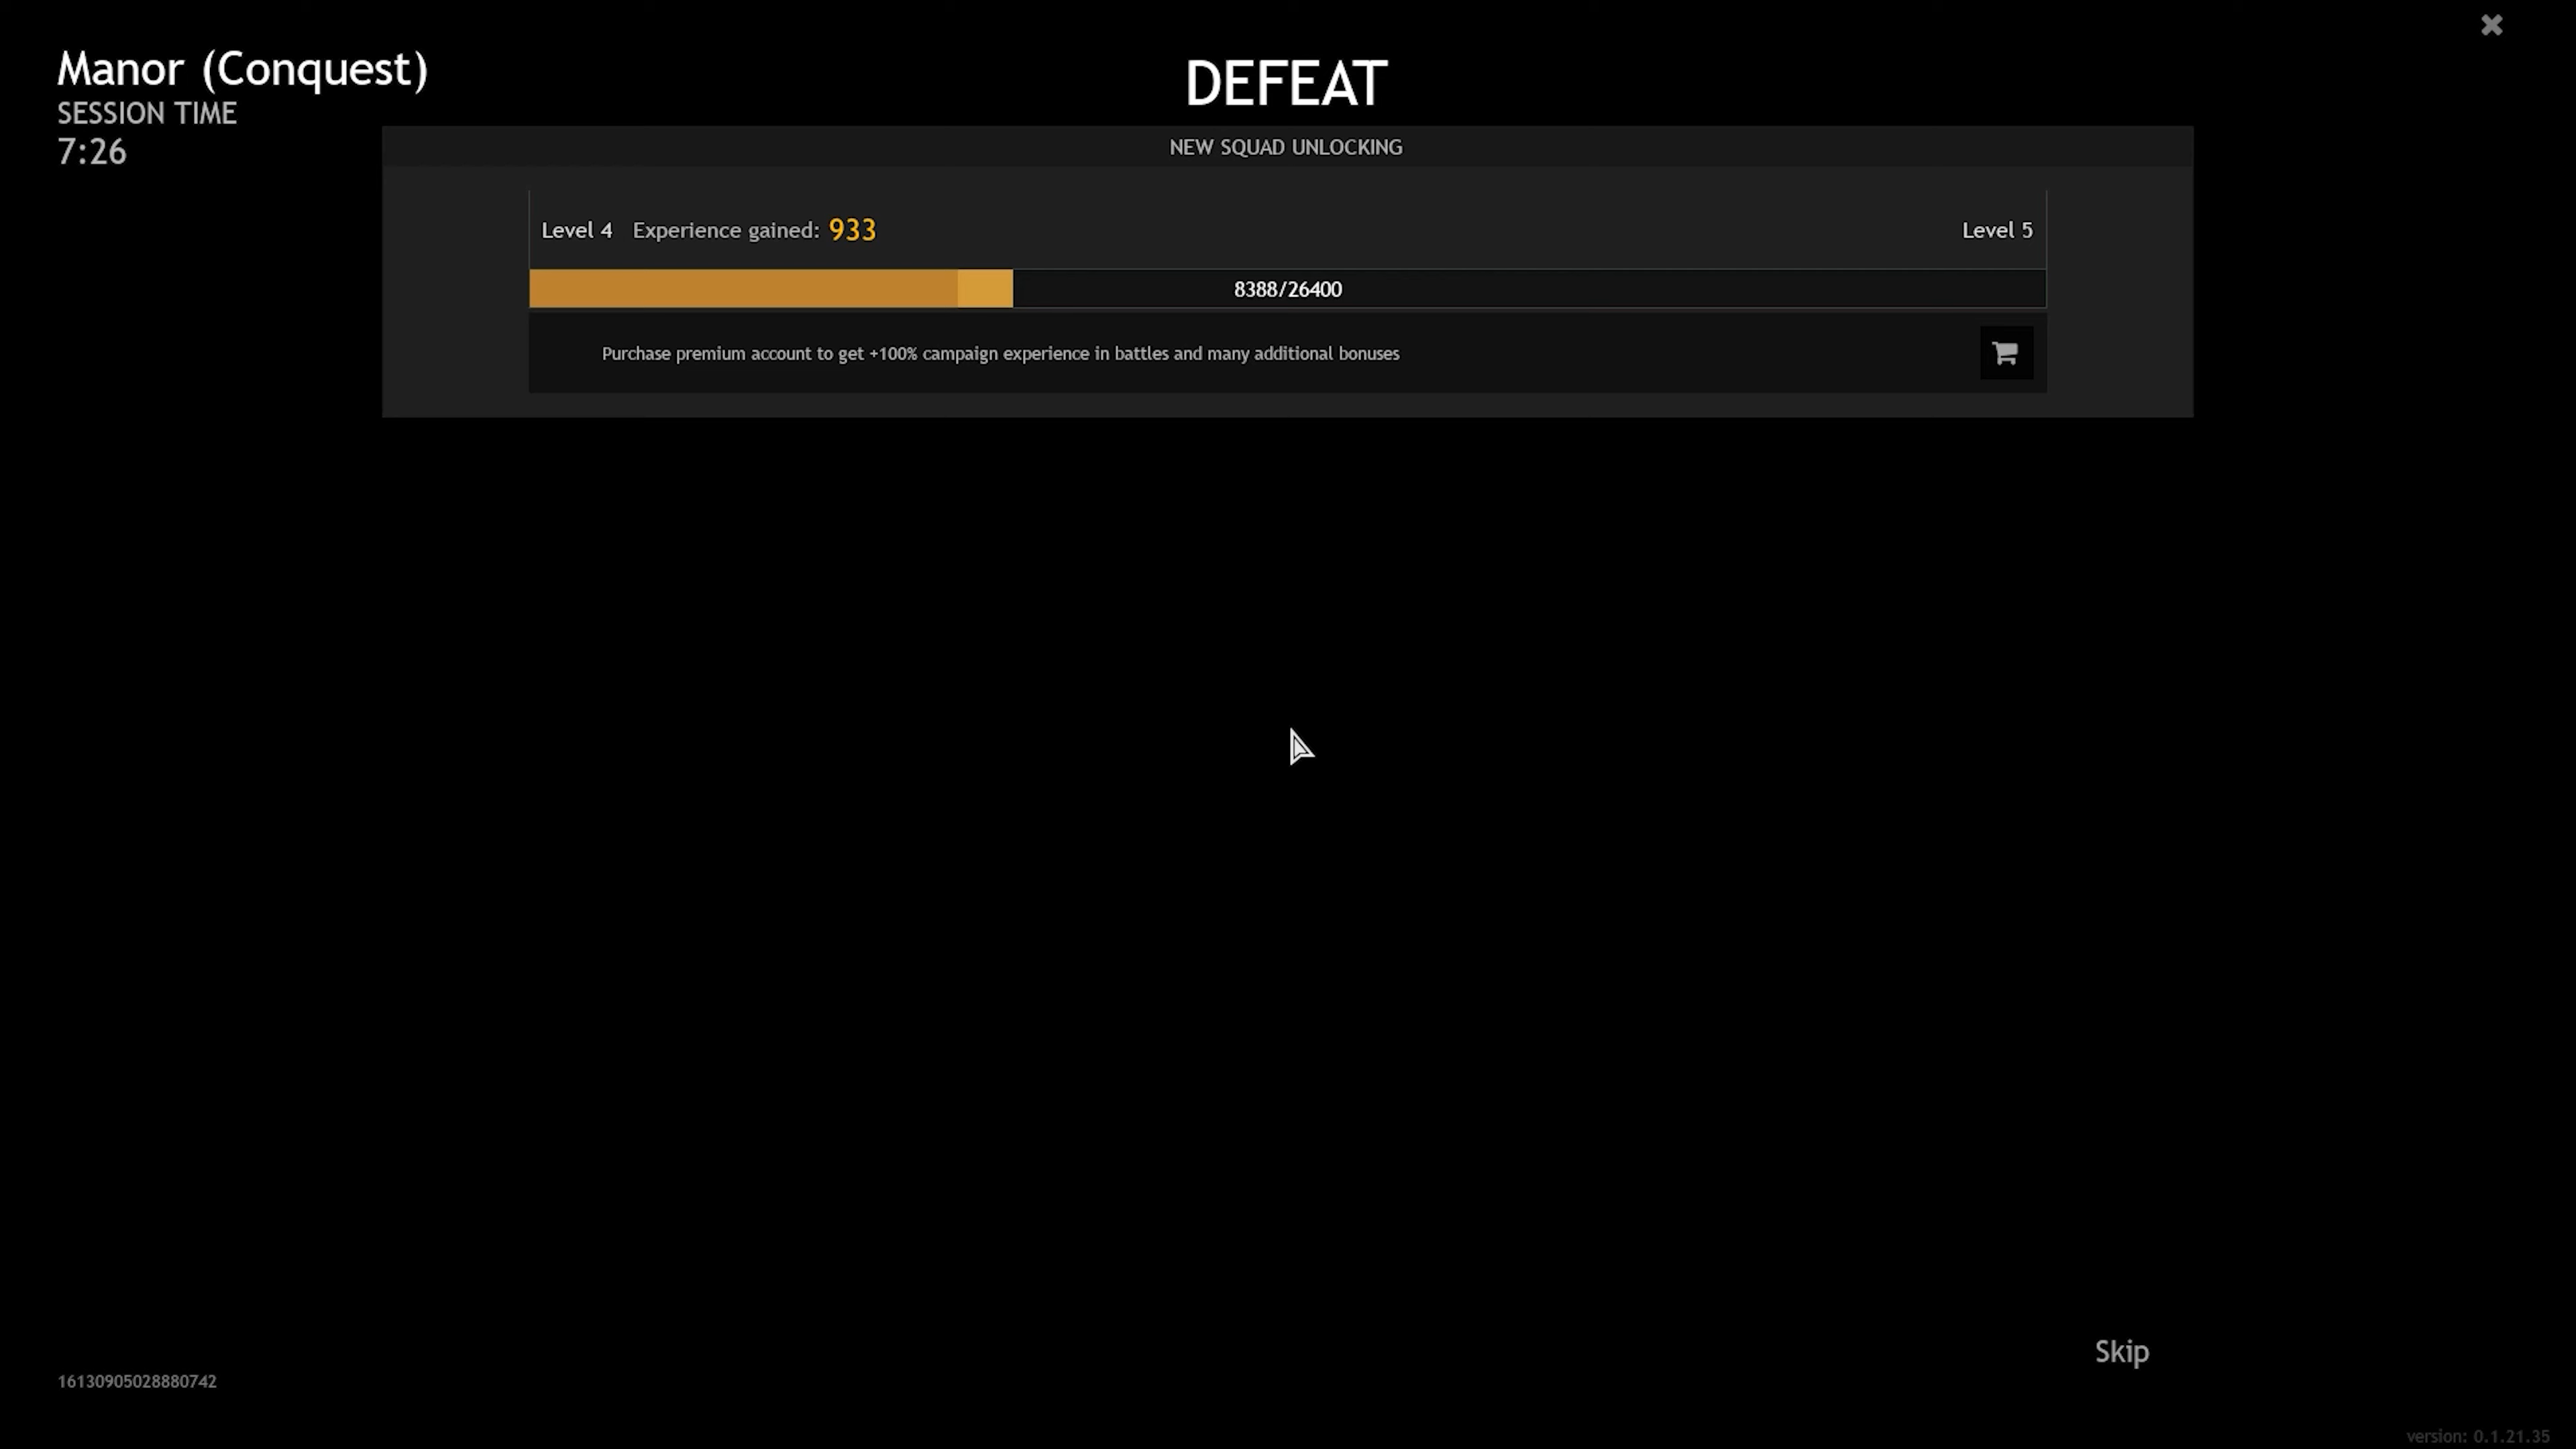 Manor (Conquest)
SESSION TIME
7:26
DEFEAT
NEW SQUAD UNLOCKING
Level 4 Experience gained: 933
Level 5
8388/26400
Purchase premium account to get +100% campaign experience in battles and many additional bonuses
Skip
16130905028880742
version: 0.1.21.35